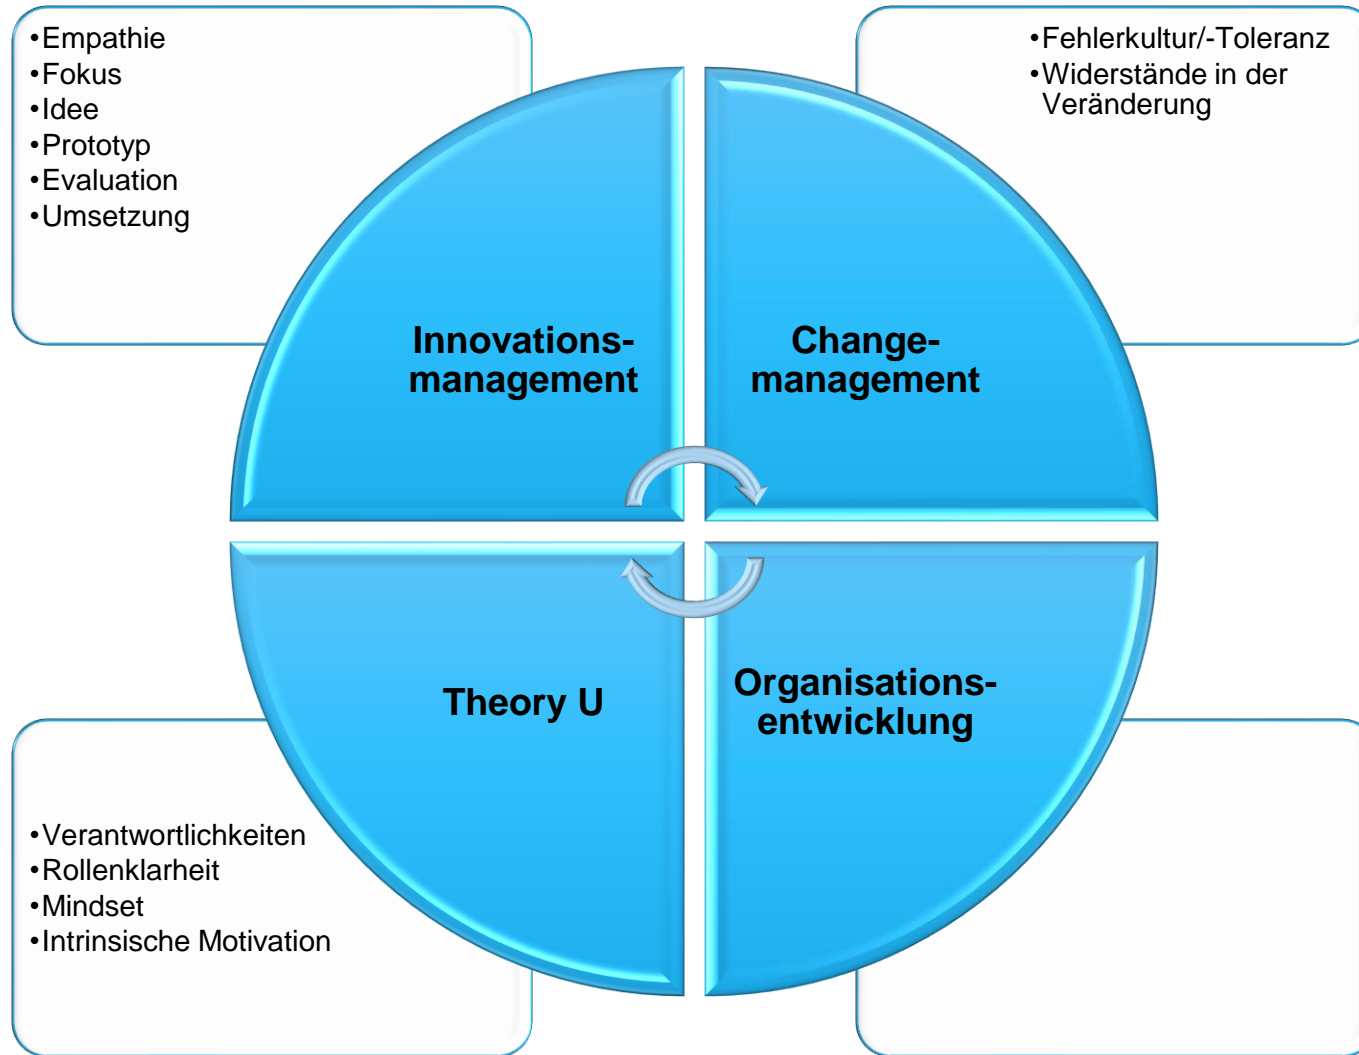 •Empathie
•Fokus
•Idee
•Prototyp
•Evaluation
•Umsetzung
•Fehlerkultur/-Toleranz
•Widerstände in der
Veränderung
Innovations-
management
Change-
management
Theory U
Organisations-
entwicklung
•Verantwortlichkeiten
•Rollenklarheit
•Mindset
•Intrinsische Motivation